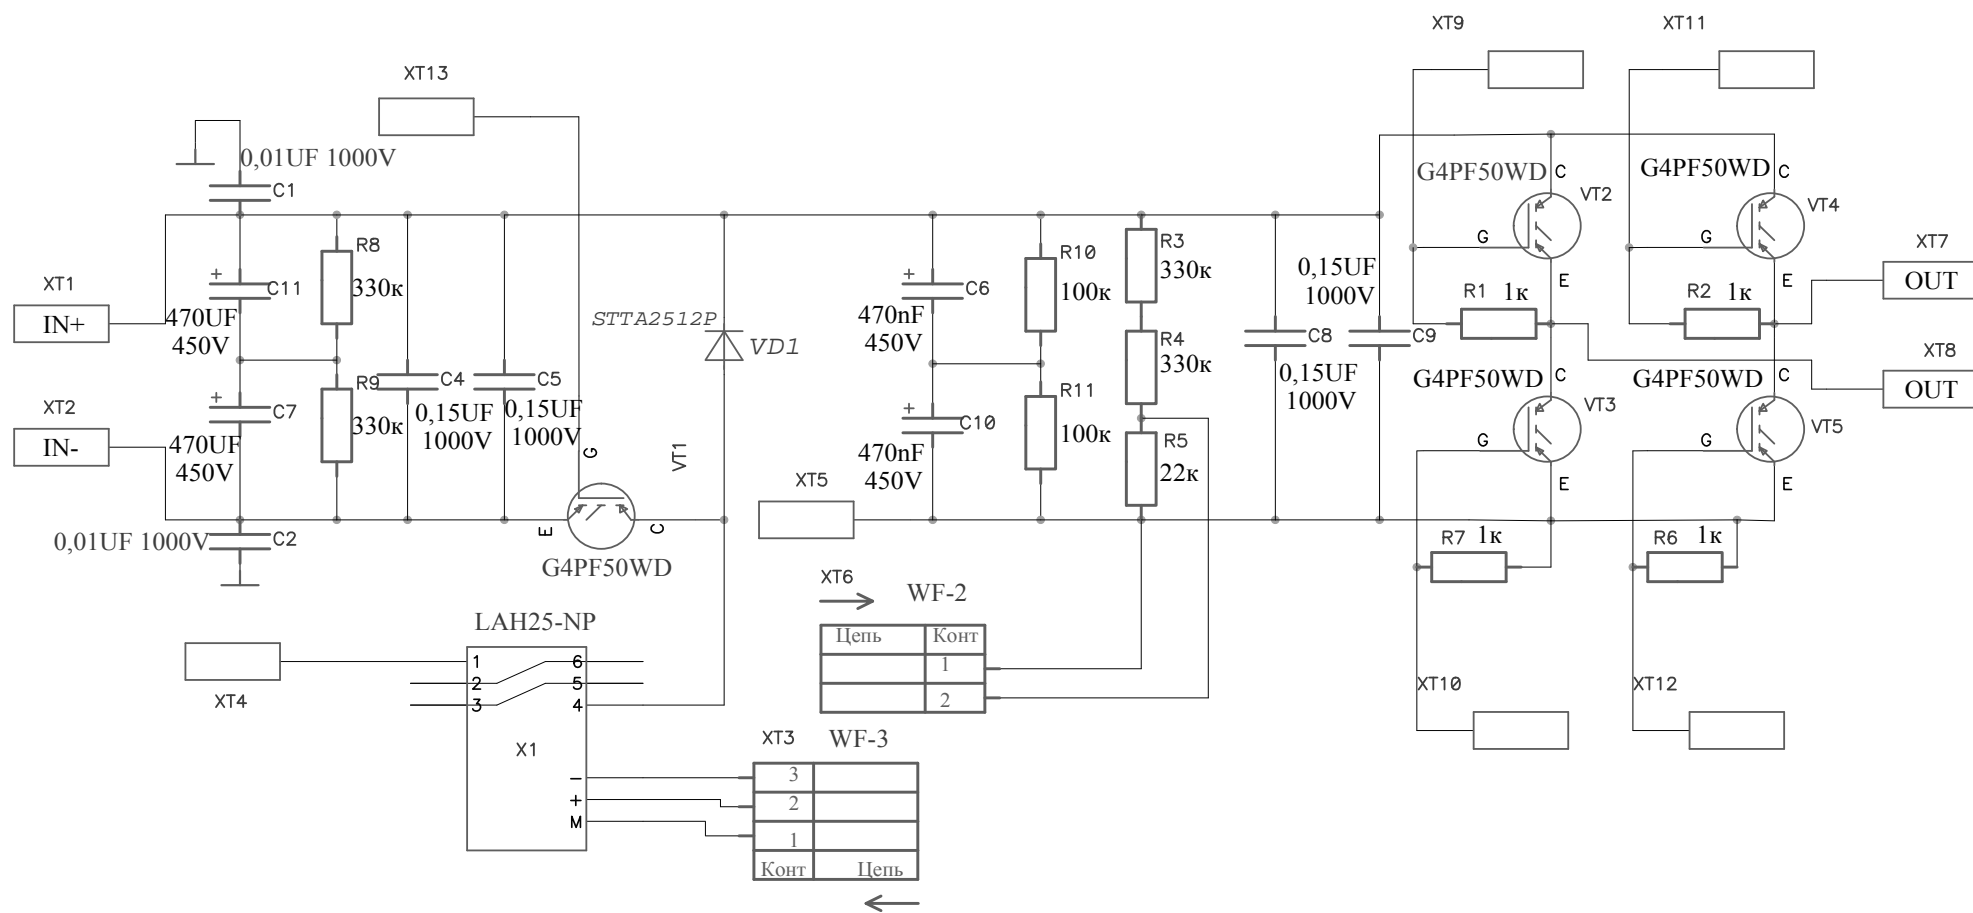 XT9
XT11
XT13
0,01UF 1000V
C1
G4PF50WD
C
VT2
G
E
G4PF50WD
C
VT4
G
E
XT7
OUT
XT1
IN+
C11
470UF
450V
R8
330к
STTA2512P
VD1
C6
470nF
450V
R10
100к
R3
330к
R4
330к
0,15UF
1000V
C8
C9
0,15UF
1000V
R1
1к
R2
1к
XT8
OUT
XT2
IN-
C7
470UF
450V
R9
330к
C4
0,15UF
1000V
C5
0,15UF
1000V
VT1
G
E
C
G4PF50WD
C10
470nF
450V
R11
100к
R5
22к
XT5
G4PF50WD
C
VT3
G
E
G4PF50WD
C
VT5
G
E
0,01UF 1000V
C2
R7
1к
R6
1к
XT6
WF-2
Цепь
Конт
1
2
XT10
XT12
LAH25-NP
XT4
1
6
2
5
3
4
X1
-
+
M
XT3
WF-3
3
2
1
Конт
Цепь